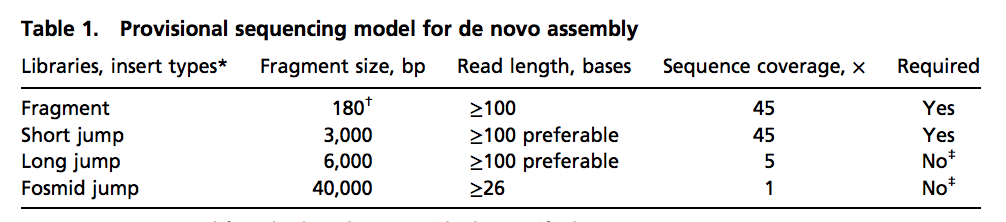 Table 1. Provisional sequencing model for de novo assembly
Libraries, insert types* Fragment size, bp Read length, bases Sequence coverage, × Required
Fragment 180† ≥100 45 Yes
Short jump 3,000 ≥100 preferable 45 Yes
Long jump 6,000 ≥100 preferable 5 No‡
Fosmid jump 40,000 ≥26 1 No‡